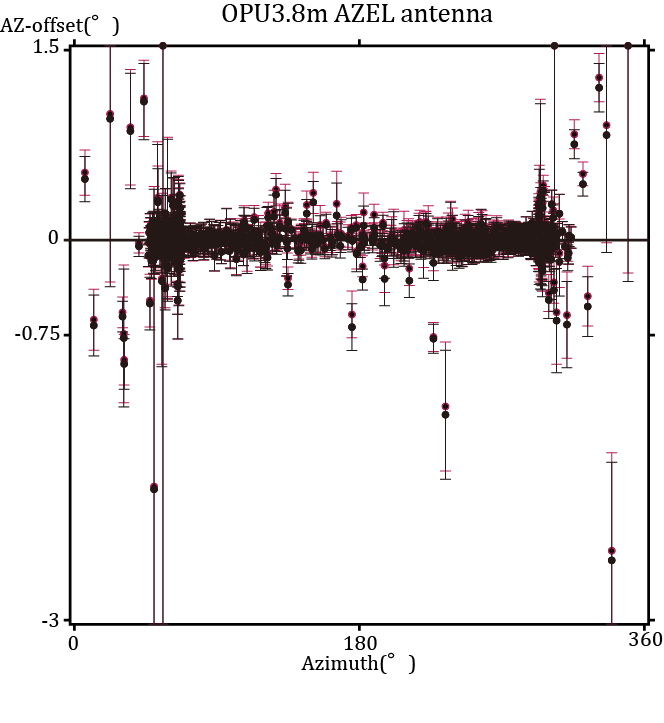 OPU3.8m AZEL antenna
AZ-offset(°)
1.5
0
-0.75
-3
0 180 360
Azimuth(°)